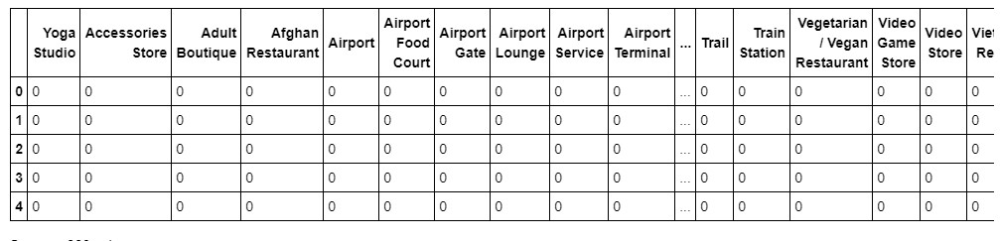 Yoga Studio Accessories Store Adult Boutique Afghan Restaurant Airport Airport Food Court Airport Gate Airport Lounge Airport Service Airport Terminal ... Trail Train Station Vegetarian / Vegan Restaurant Video Game Store Video Store
0 0 0 0 0 0 0 0 0 0 0 ... 0 0 0 0 0 0
1 0 0 0 0 0 0 0 0 0 0 ... 0 0 0 0 0 0
2 0 0 0 0 0 0 0 0 0 0 ... 0 0 0 0 0 0
3 0 0 0 0 0 0 0 0 0 0 ... 0 0 0 0 0 0
4 0 0 0 0 0 0 0 0 0 0 ... 0 0 0 0 0 0